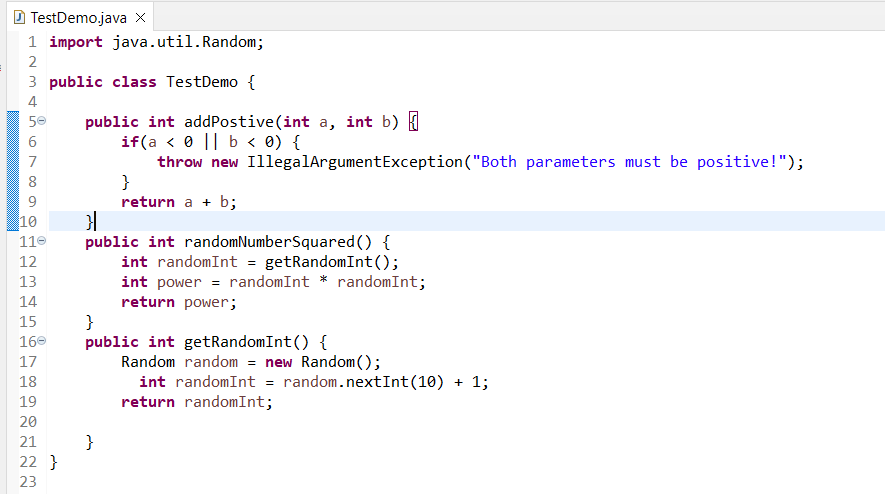 TestDemo.java
1 import java.util.Random;
2
3 public class TestDemo {
4
5 public int addPostive(int a, int b) {
6 if(a < 0 || b < 0) {
7 throw new IllegalArgumentException("Both parameters must be positive!");
8 }
9 return a + b;
10 }
11 public int randomNumberSquared() {
12 int randomInt = getRandomInt();
13 int power = randomInt * randomInt;
14 return power;
15 }
16 public int getRandomInt() {
17 Random random = new Random();
18 int randomInt = random.nextInt(10) + 1;
19 return randomInt;
20
21 }
22 }
23